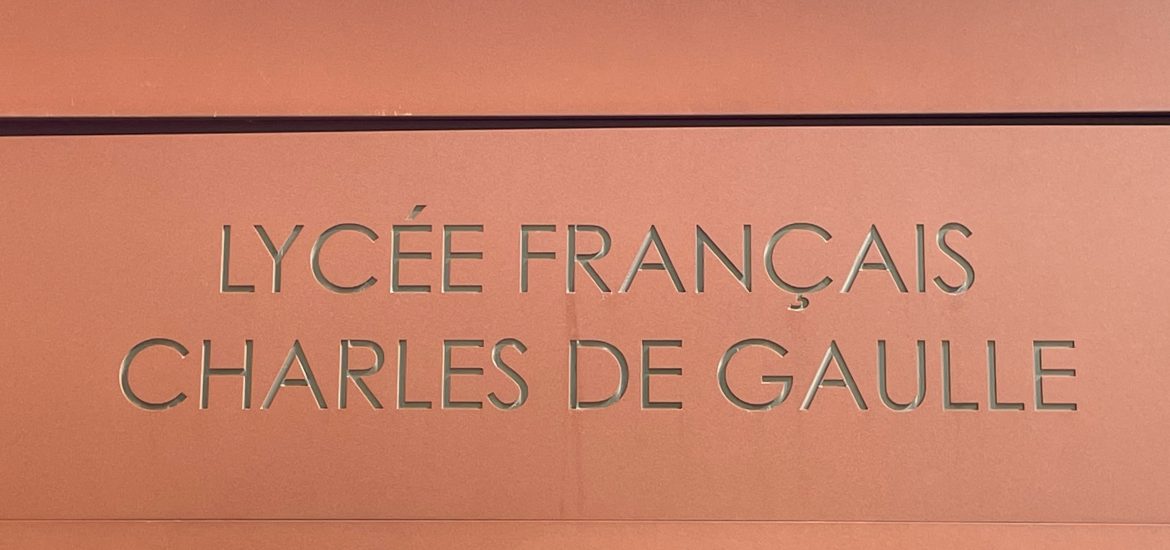 LYCÉE FRANÇAIS
CHARLES DE GAULLE